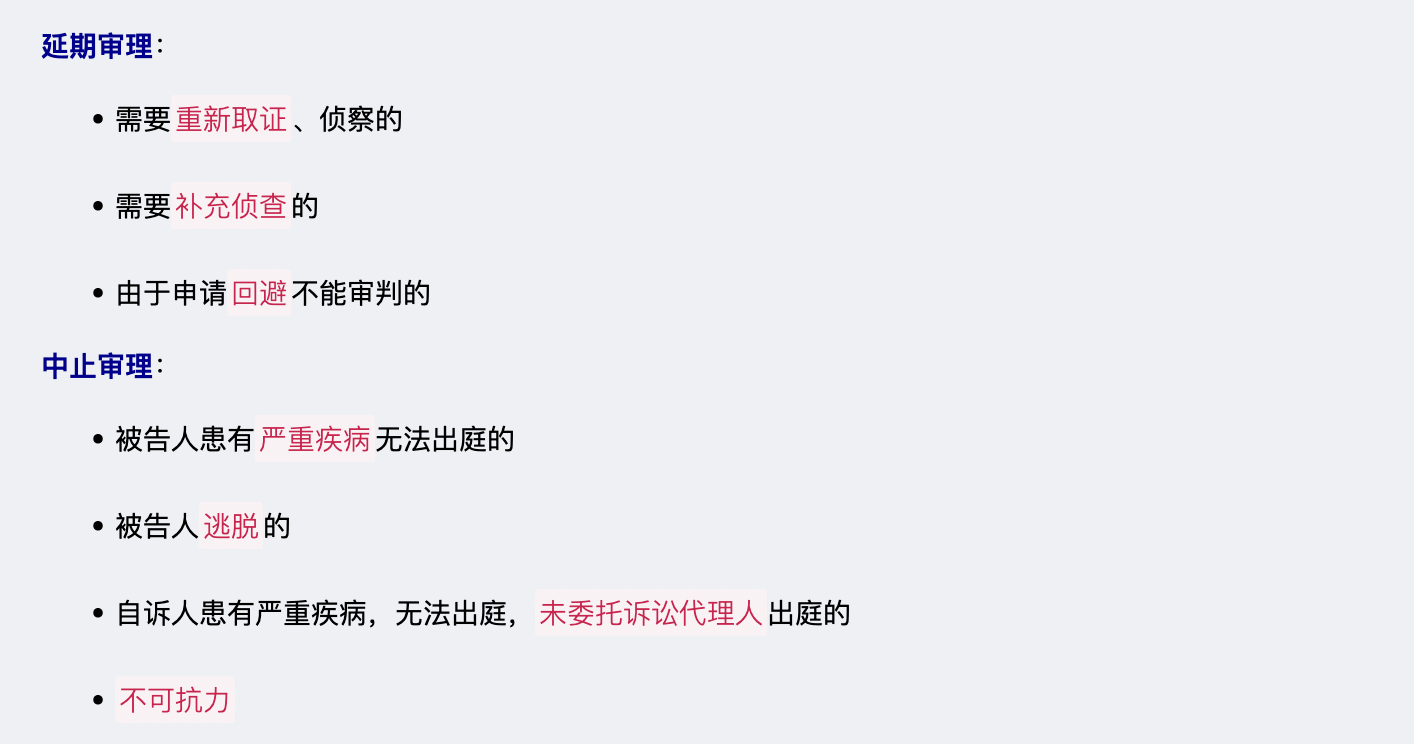 延期审理：
• 需要重新取证、侦察的
• 需要补充侦查的
• 由于申请回避不能审判的
中止审理：
• 被告人患有严重疾病无法出庭的
• 被告人逃脱的
• 自诉人患有严重疾病，无法出庭，未委托诉讼代理人出庭的
• 不可抗力